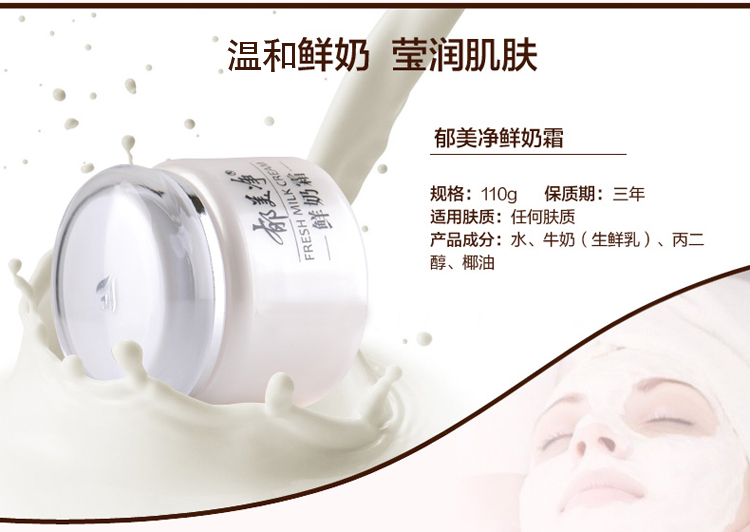 温和鲜奶 莹润肌肤
郁美净鲜奶霜
规格：110g 保质期：三年
适用肤质：任何肤质
产品成分：水、牛奶（生鲜乳）、丙二
醇、椰油
郁美净®
FRESH MILK CREAM
鲜奶霜